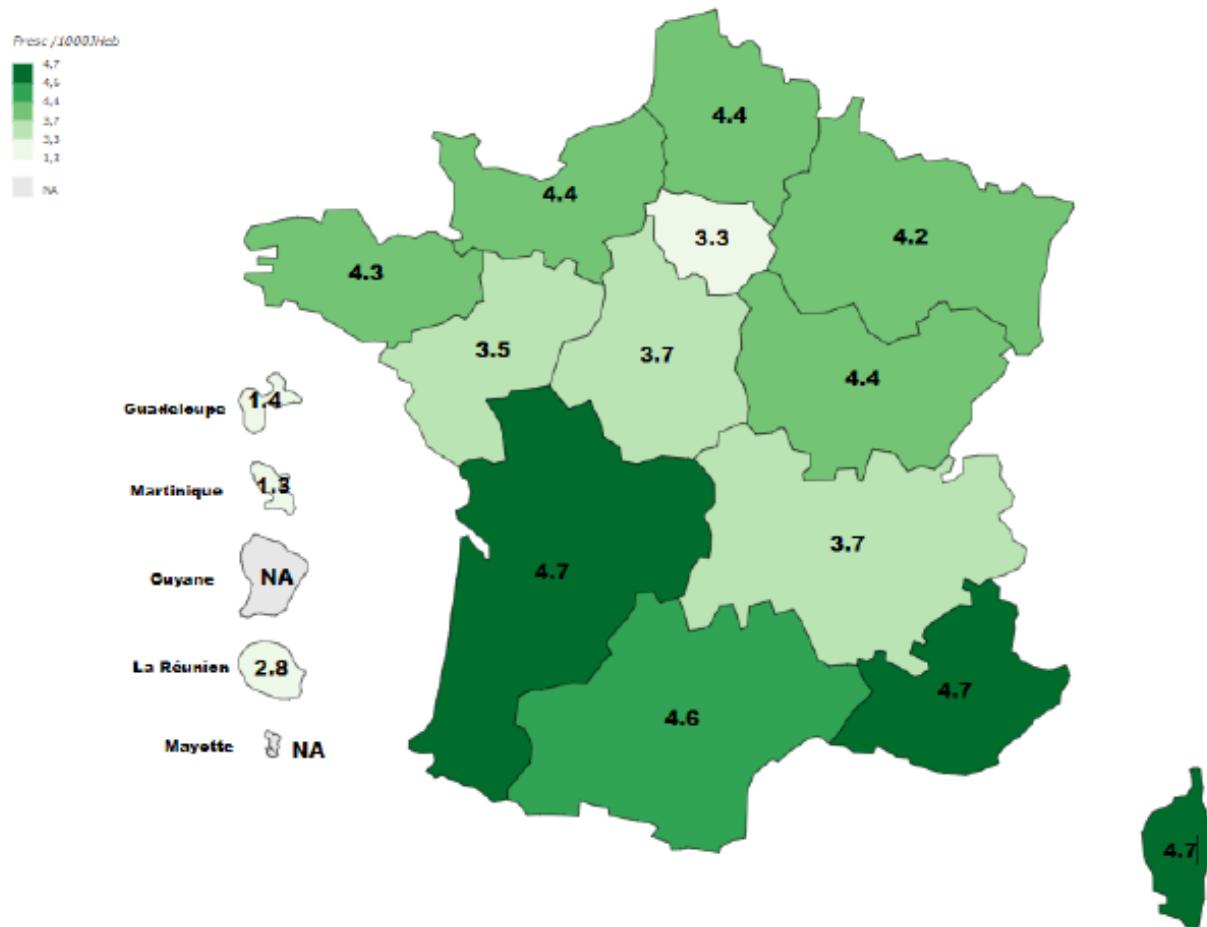 Presc /1000JHab
4,7
4,6
4,4
3,7
3,3
1,3
NA
4.4
4.4
3.3
4.2
4.3
3.5
3.7
4.4
Guadeloupe 1.4
Martinique 1.3
3.7
Guyane NA
4.7
La Réunion 2.8
4.7
4.6
Mayotte NA
4.7